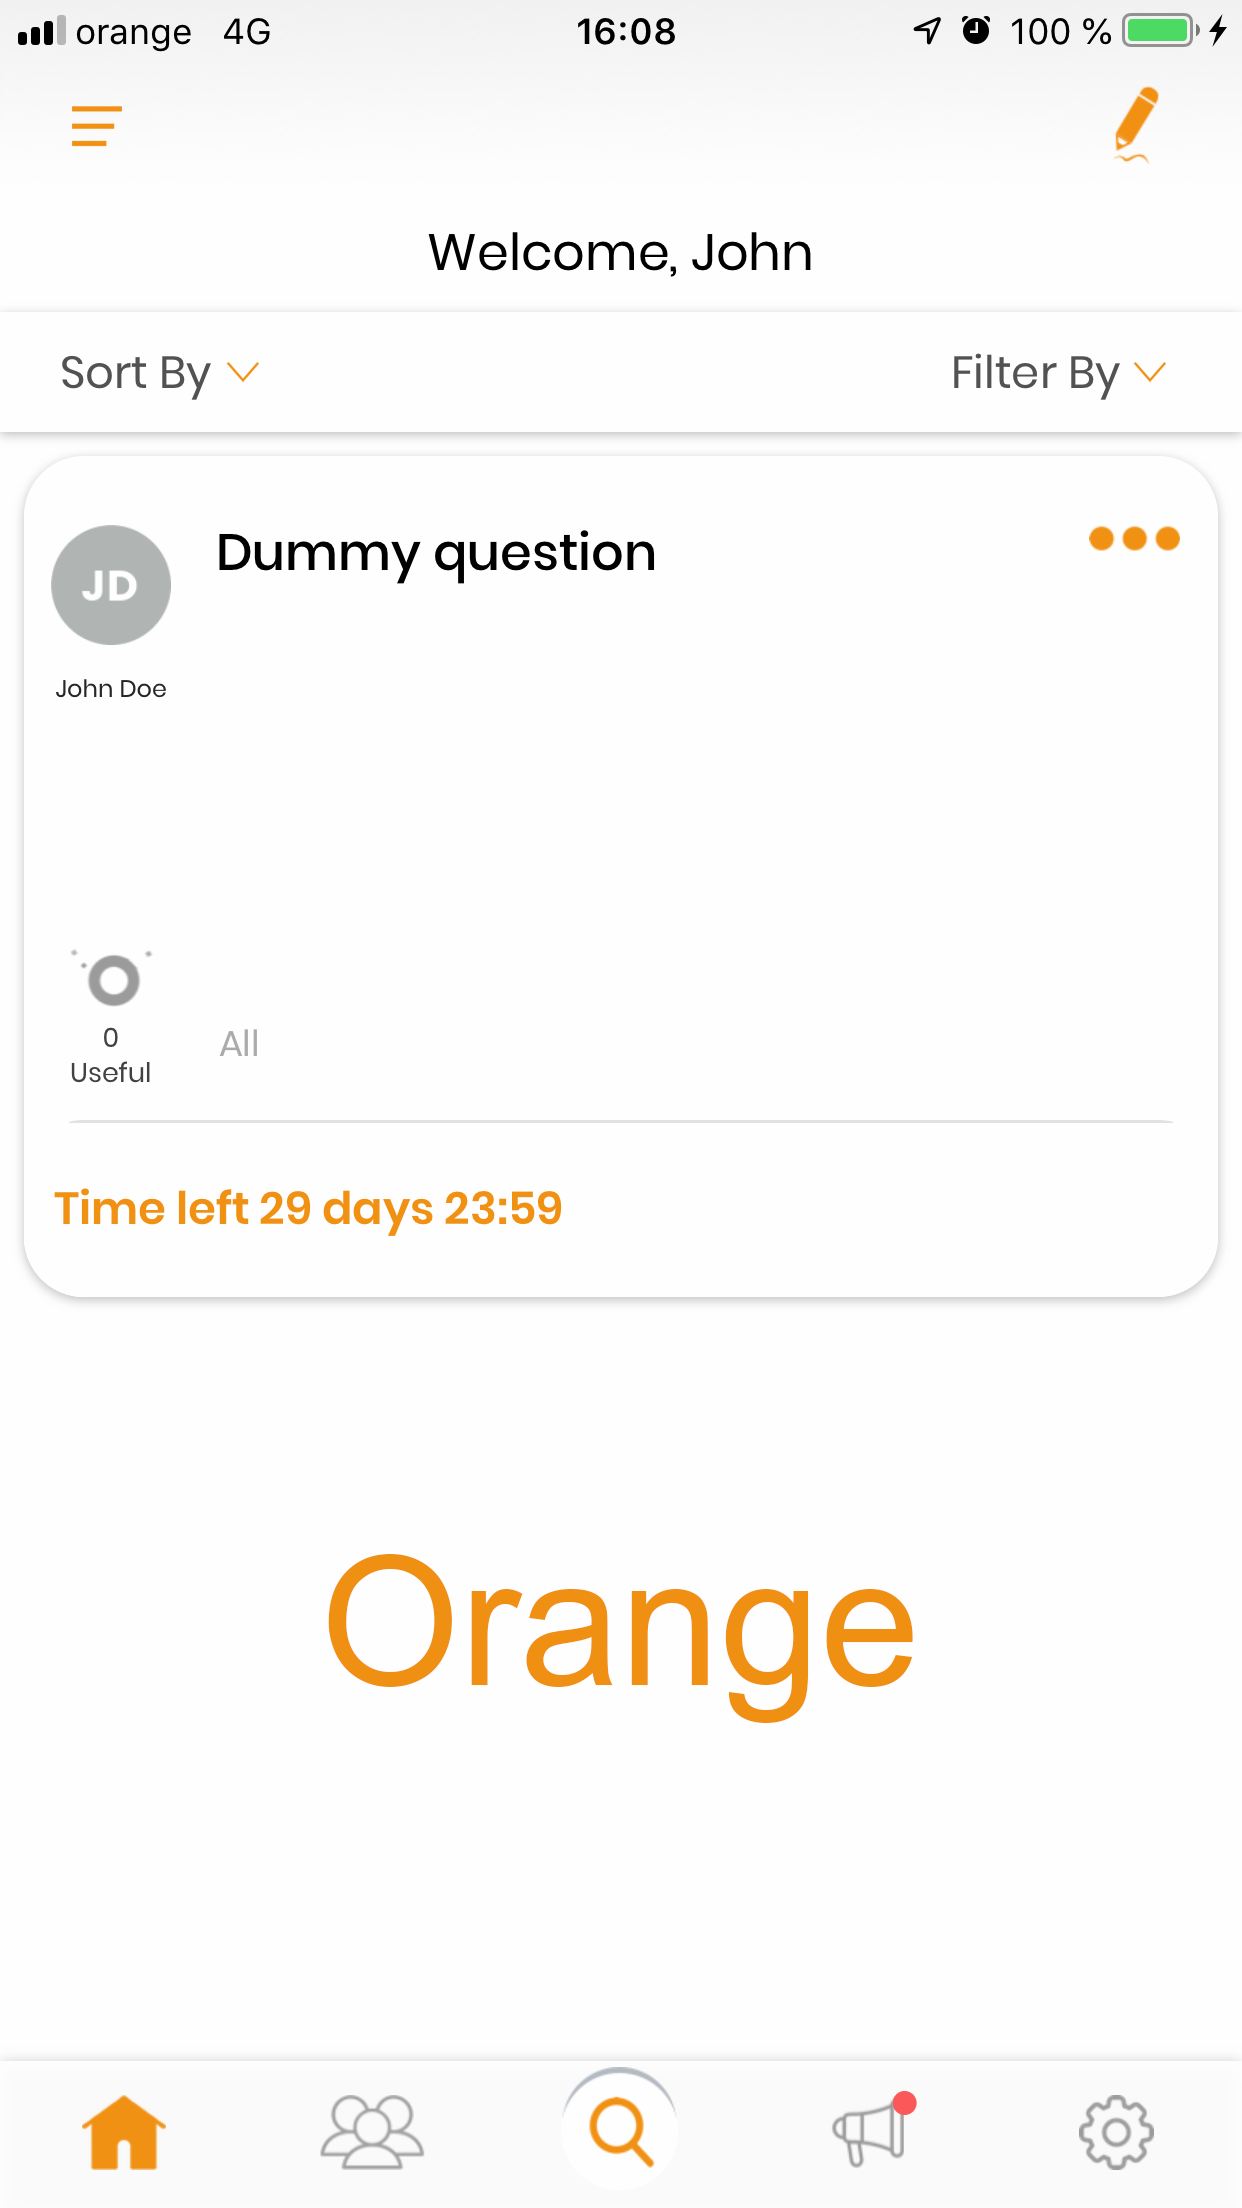 orange 4G 16:08 100 %
Welcome, John
Sort By Filter By
Dummy question
JD
John Doe
0
Useful
All
Time left 29 days 23:59
Orange